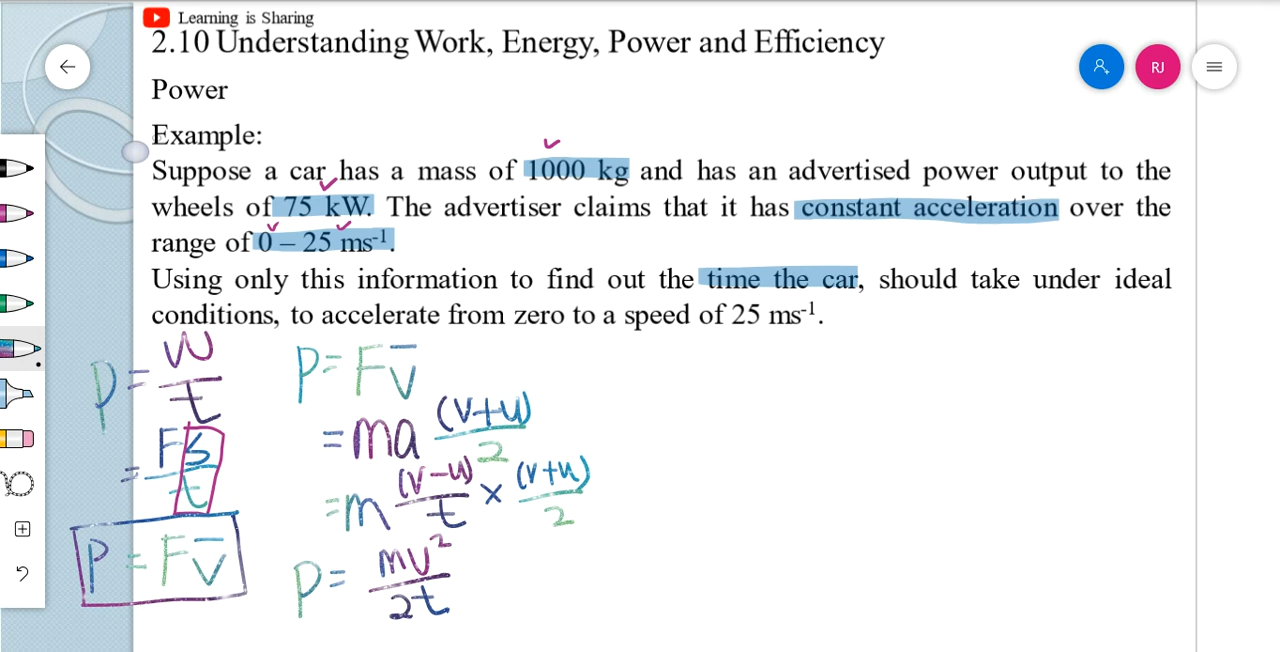 Learning is Sharing
2.10 Understanding Work, Energy, Power and Efficiency
RJ
Power
Example:
Suppose a car has a mass of 1000 kg and has an advertised power output to the
wheels of 75 kW. The advertiser claims that it has constant acceleration over the
range of 0 – 25 ms⁻¹.
Using only this information to find out the time the car, should take under ideal
conditions, to accelerate from zero to a speed of 25 ms⁻¹.
P = W/t
= Fs/t
P = Fv̄
P = Fv̄
= ma (v+u)/2
= m (v-u)/t × (v+u)/2
P = mv²/2t